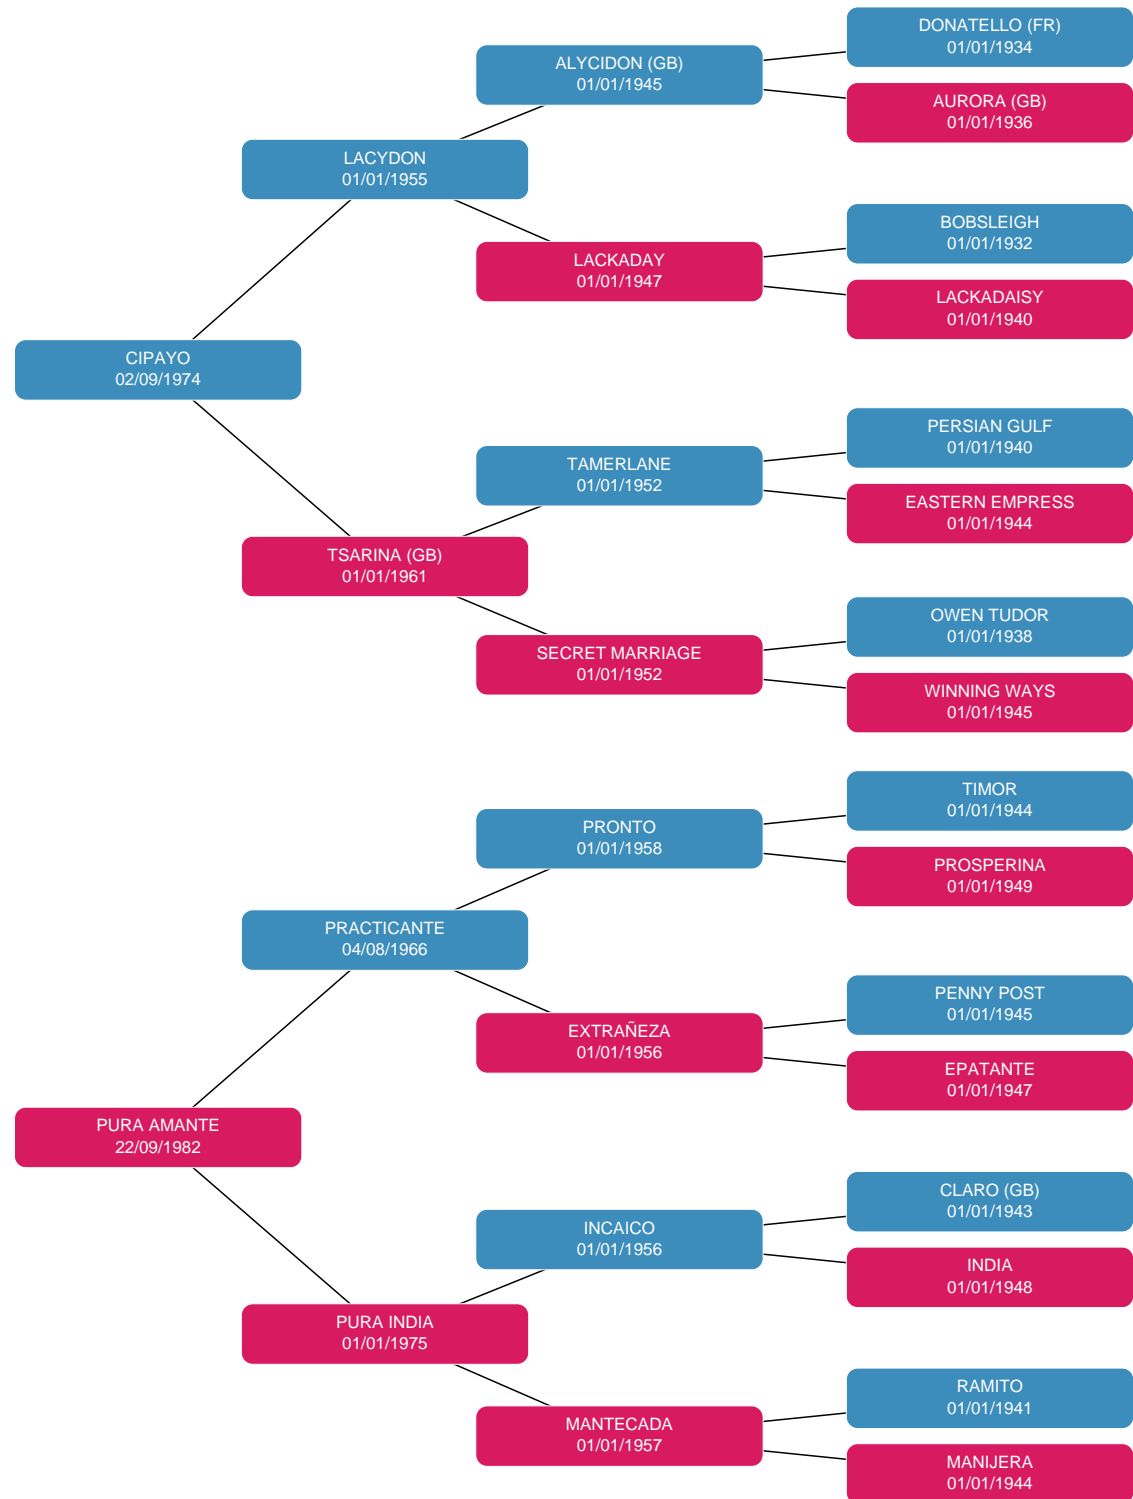 DONATELLO (FR)
01/01/1934
ALYCIDON (GB)
01/01/1945
AURORA (GB)
01/01/1936
LACYDON
01/01/1955
BOBSLEIGH
01/01/1932
LACKADAY
01/01/1947
LACKADAISY
01/01/1940
CIPAYO
02/09/1974
PERSIAN GULF
01/01/1940
TAMERLANE
01/01/1952
EASTERN EMPRESS
01/01/1944
TSARINA (GB)
01/01/1961
OWEN TUDOR
01/01/1938
SECRET MARRIAGE
01/01/1952
WINNING WAYS
01/01/1945
TIMOR
01/01/1944
PRONTO
01/01/1958
PROSPERINA
01/01/1949
PRACTICANTE
04/08/1966
PENNY POST
01/01/1945
EXTRAÑEZA
01/01/1956
EPATANTE
01/01/1947
PURA AMANTE
22/09/1982
CLARO (GB)
01/01/1943
INCAICO
01/01/1956
INDIA
01/01/1948
PURA INDIA
01/01/1975
RAMITO
01/01/1941
MANTECADA
01/01/1957
MANIJERA
01/01/1944